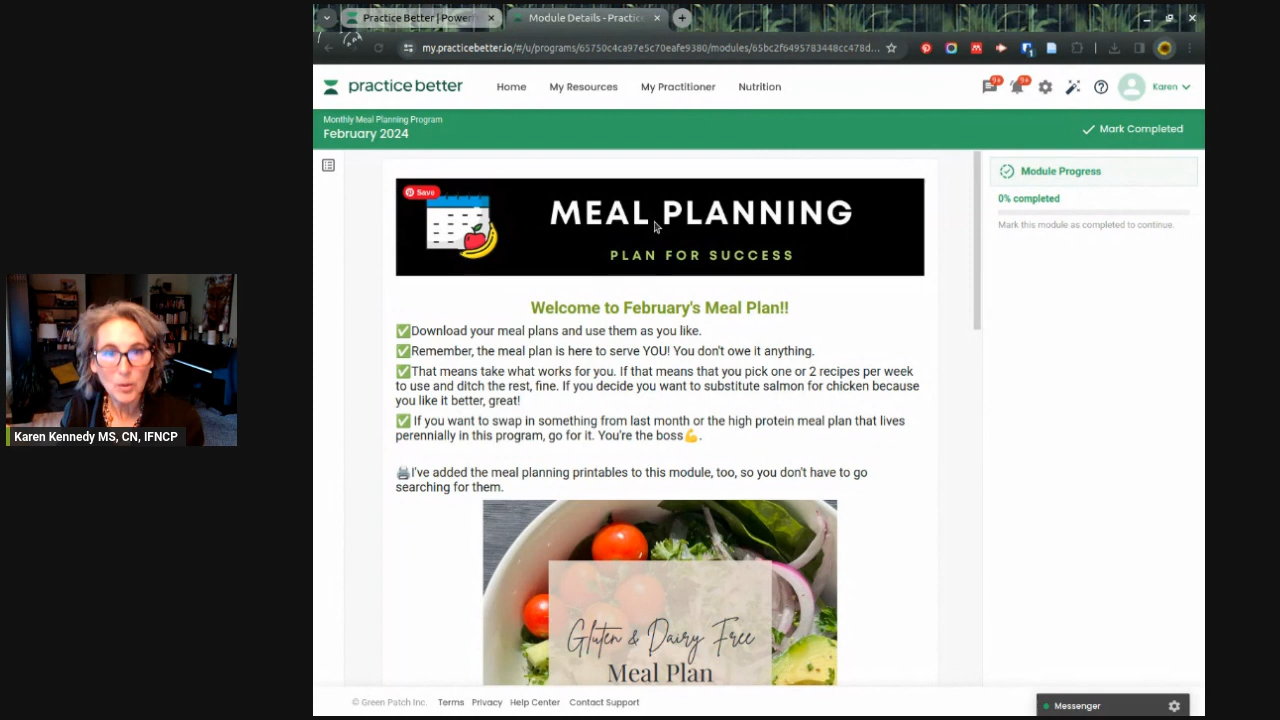 Practice Better | Power
Module Details - Practic
my.practicebetter.io/#/u/programs/65750c4ca97e5c70eafe9380/modules/65bc2f6495783448cc478d...
practice better
Home
My Resources
My Practitioner
Nutrition
9+
9+
Karen
Monthly Meal Planning Program
February 2024
Mark Completed
Save
MEAL PLANNING
PLAN FOR SUCCESS
Module Progress
0% completed
Mark this module as completed to continue.
Welcome to February's Meal Plan!!
✅Download your meal plans and use them as you like.
✅Remember, the meal plan is here to serve YOU! You don't owe it anything.
✅That means take what works for you. If that means that you pick one or 2 recipes per week
to use and ditch the rest, fine. If you decide you want to substitute salmon for chicken because
you like it better, great!
✅ If you want to swap in something from last month or the high protein meal plan that lives
perennially in this program, go for it. You're the boss💪.
🖨️I've added the meal planning printables to this module, too, so you don't have to go
searching for them.
Gluten & Dairy Free
Meal Plan
Karen Kennedy MS, CN, IFNCP
© Green Patch Inc.
Terms
Privacy
Help Center
Contact Support
Messenger